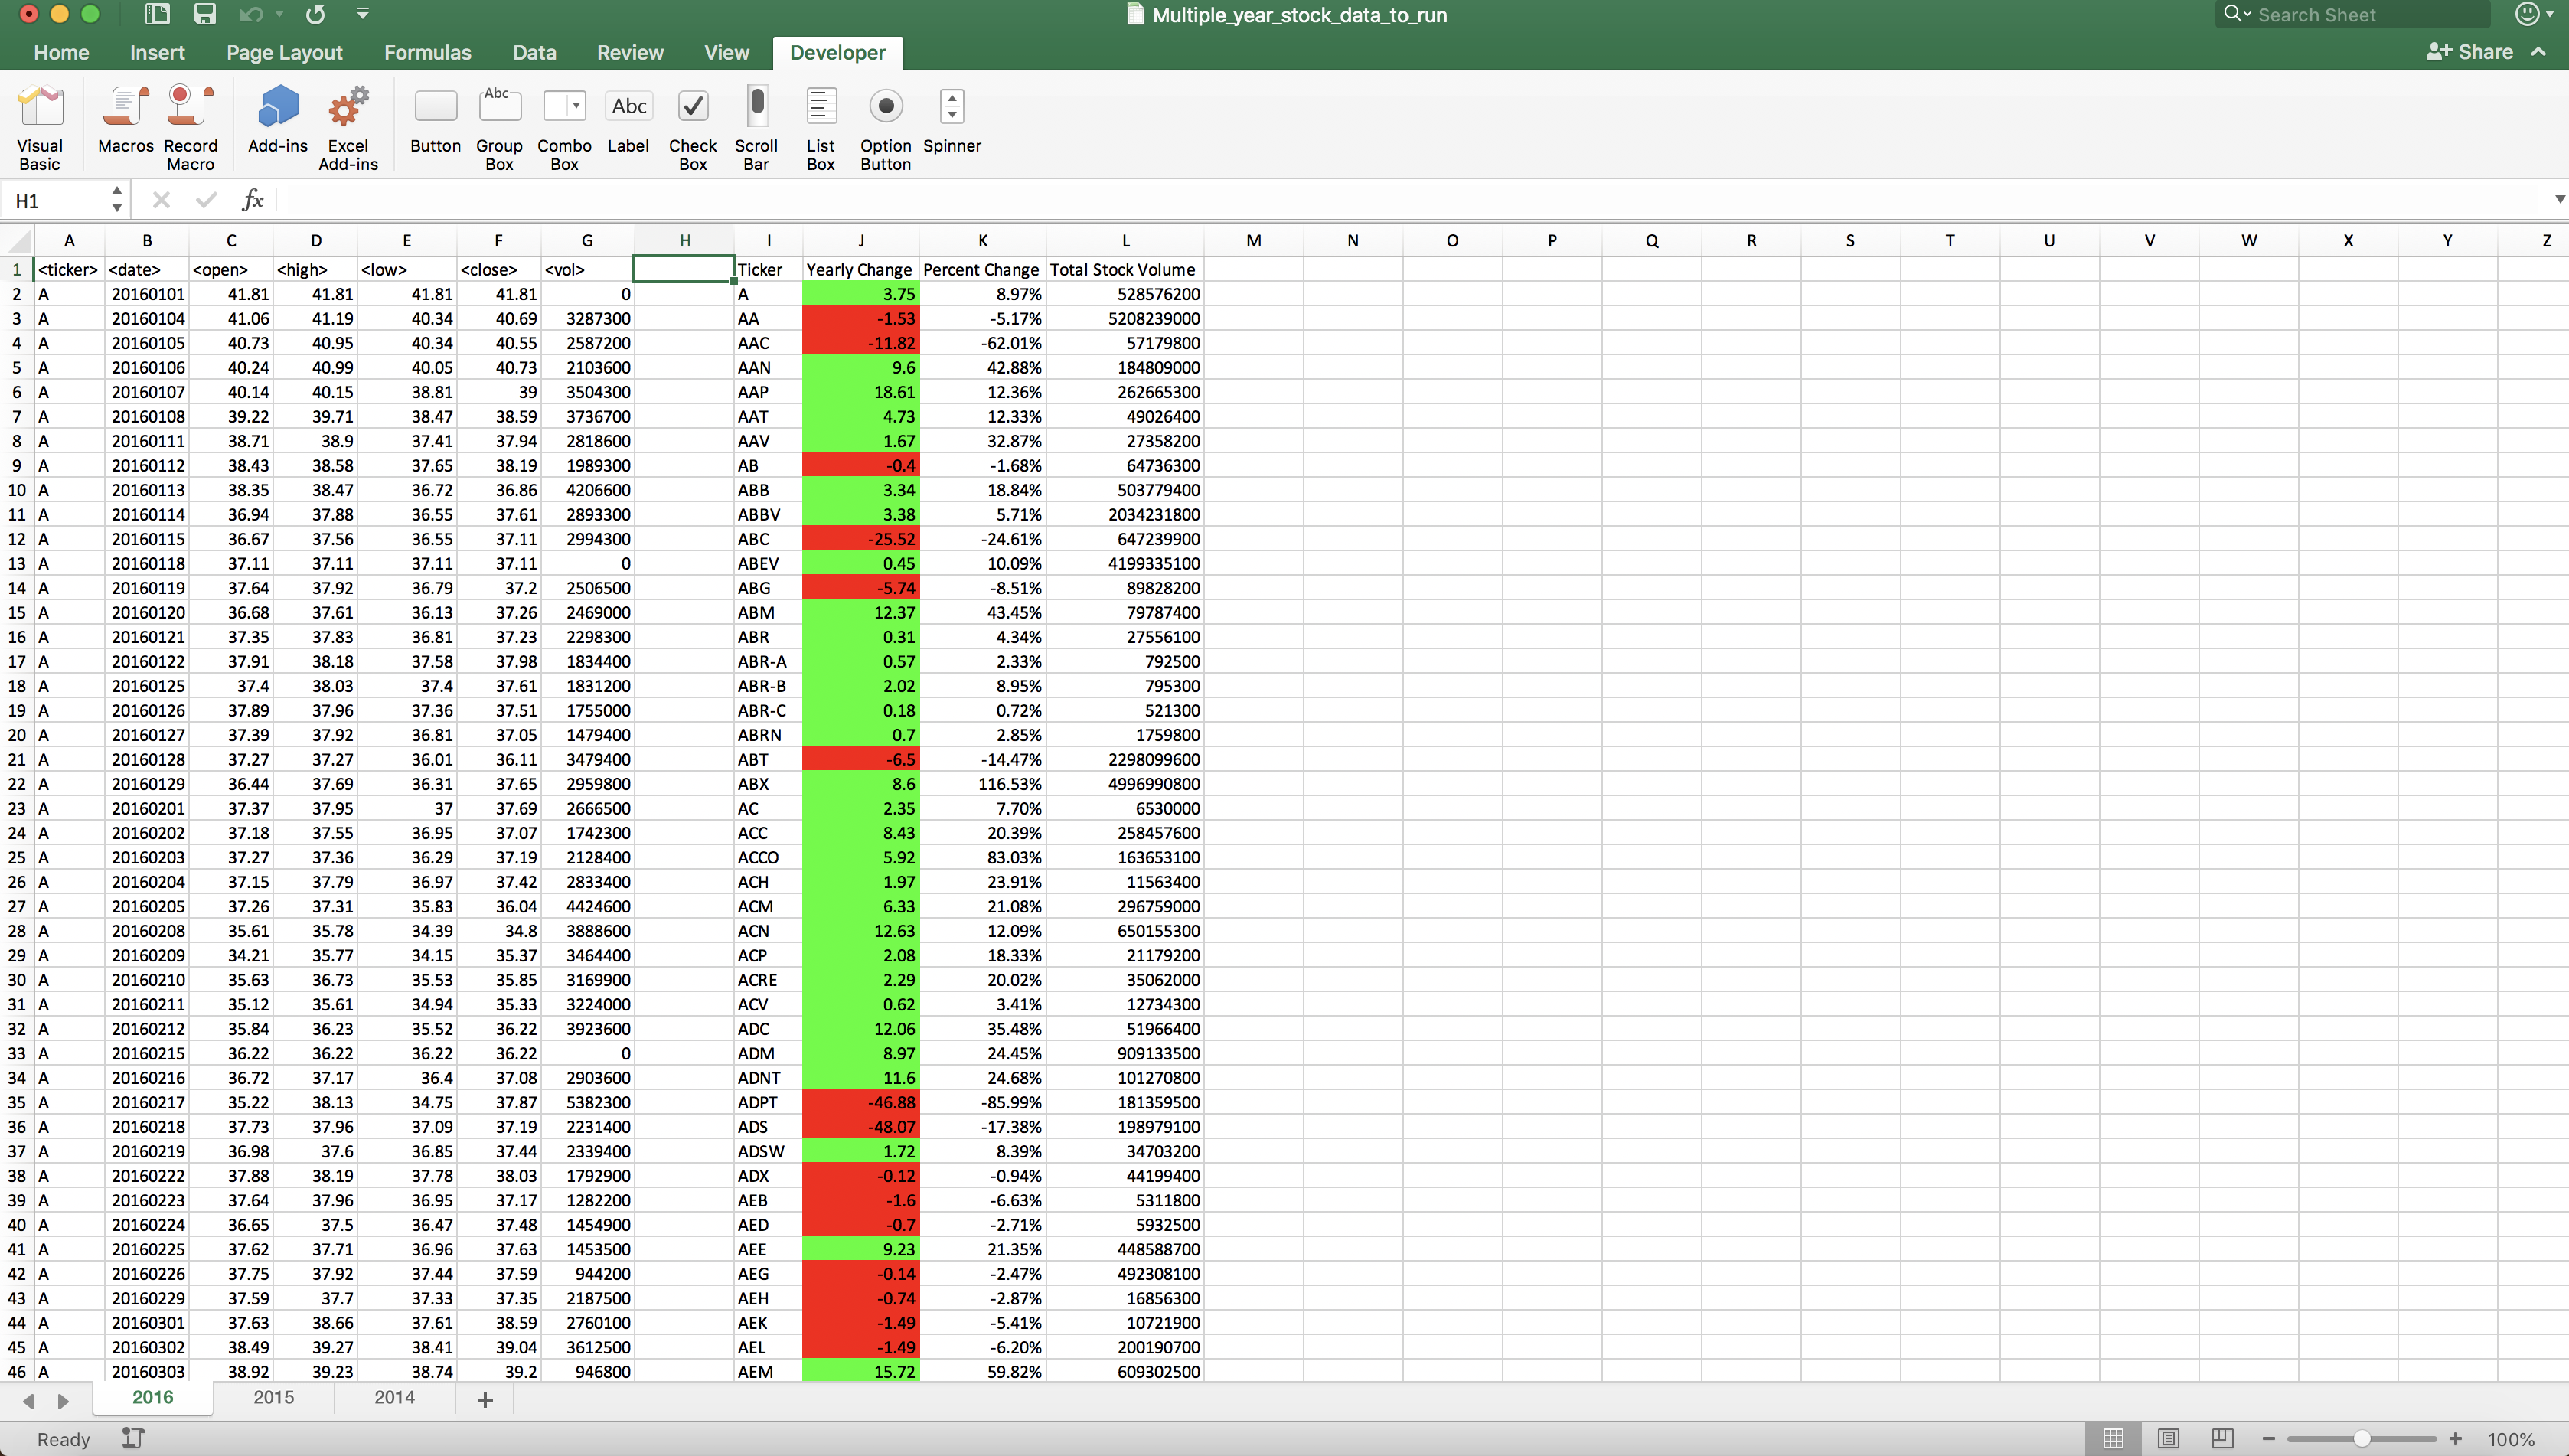 Multiple_year_stock_data_to_run
Search Sheet
Home Insert Page Layout Formulas Data Review View Developer Share
Visual Basic Macros Record Macro Add-ins Excel Add-ins Button Group Box Combo Box Label Check Box Scroll Bar List Box Option Button Spinner
Abc Abc
H1 fx
A B C D E F G H I J K L M N O P Q R S T U V W X Y Z
1 <ticker> <date> <open> <high> <low> <close> <vol> Ticker Yearly Change Percent Change Total Stock Volume
2 A 20160101 41.81 41.81 41.81 41.81 0 A 3.75 8.97% 528576200
3 A 20160104 41.06 41.19 40.34 40.69 3287300 AA -1.53 -5.17% 5208239000
4 A 20160105 40.73 40.95 40.34 40.55 2587200 AAC -11.82 -62.01% 57179800
5 A 20160106 40.24 40.99 40.05 40.73 2103600 AAN 9.6 42.88% 184809000
6 A 20160107 40.14 40.15 38.81 39 3504300 AAP 18.61 12.36% 262665300
7 A 20160108 39.22 39.71 38.47 38.59 3736700 AAT 4.73 12.33% 49026400
8 A 20160111 38.71 38.9 37.41 37.94 2818600 AAV 1.67 32.87% 27358200
9 A 20160112 38.43 38.58 37.65 38.19 1989300 AB -0.4 -1.68% 64736300
10 A 20160113 38.35 38.47 36.72 36.86 4206600 ABB 3.34 18.84% 503779400
11 A 20160114 36.94 37.88 36.55 37.61 2893300 ABBV 3.38 5.71% 2034231800
12 A 20160115 36.67 37.56 36.55 37.11 2994300 ABC -25.52 -24.61% 647239900
13 A 20160118 37.11 37.11 37.11 37.11 0 ABEV 0.45 10.09% 4199335100
14 A 20160119 37.64 37.92 36.79 37.2 2506500 ABG -5.74 -8.51% 89828200
15 A 20160120 36.68 37.61 36.13 37.26 2469000 ABM 12.37 43.45% 79787400
16 A 20160121 37.35 37.83 36.81 37.23 2298300 ABR 0.31 4.34% 27556100
17 A 20160122 37.91 38.18 37.58 37.98 1834400 ABR-A 0.57 2.33% 792500
18 A 20160125 37.4 38.03 37.4 37.61 1831200 ABR-B 2.02 8.95% 795300
19 A 20160126 37.89 37.96 37.36 37.51 1755000 ABR-C 0.18 0.72% 521300
20 A 20160127 37.39 37.92 36.81 37.05 1479400 ABRN 0.7 2.85% 1759800
21 A 20160128 37.27 37.27 36.01 36.11 3479400 ABT -6.5 -14.47% 2298099600
22 A 20160129 36.44 37.69 36.31 37.65 2959800 ABX 8.6 116.53% 4996990800
23 A 20160201 37.37 37.95 37 37.69 2666500 AC 2.35 7.70% 6530000
24 A 20160202 37.18 37.55 36.95 37.07 1742300 ACC 8.43 20.39% 258457600
25 A 20160203 37.27 37.36 36.29 37.19 2128400 ACCO 5.92 83.03% 163653100
26 A 20160204 37.15 37.79 36.97 37.42 2833400 ACH 1.97 23.91% 11563400
27 A 20160205 37.26 37.31 35.83 36.04 4424600 ACM 6.33 21.08% 296759000
28 A 20160208 35.61 35.78 34.39 34.8 3888600 ACN 12.63 12.09% 650155300
29 A 20160209 34.21 35.77 34.15 35.37 3464400 ACP 2.08 18.33% 21179200
30 A 20160210 35.63 36.73 35.53 35.85 3169900 ACRE 2.29 20.02% 35062000
31 A 20160211 35.12 35.61 34.94 35.33 3224000 ACV 0.62 3.41% 12734300
32 A 20160212 35.84 36.23 35.52 36.22 3923600 ADC 12.06 35.48% 51966400
33 A 20160215 36.22 36.22 36.22 36.22 0 ADM 8.97 24.45% 909133500
34 A 20160216 36.72 37.17 36.4 37.08 2903600 ADNT 11.6 24.68% 101270800
35 A 20160217 35.22 38.13 34.75 37.87 5382300 ADPT -46.88 -85.99% 181359500
36 A 20160218 37.73 37.96 37.09 37.19 2231400 ADS -48.07 -17.38% 198979100
37 A 20160219 36.98 37.6 36.85 37.44 2339400 ADSW 1.72 8.39% 34703200
38 A 20160222 37.88 38.19 37.78 38.03 1792900 ADX -0.12 -0.94% 44199400
39 A 20160223 37.64 37.96 36.95 37.17 1282200 AEB -1.6 -6.63% 5311800
40 A 20160224 36.65 37.5 36.47 37.48 1454900 AED -0.7 -2.71% 5932500
41 A 20160225 37.62 37.71 36.96 37.63 1453500 AEE 9.23 21.35% 448588700
42 A 20160226 37.75 37.92 37.44 37.59 944200 AEG -0.14 -2.47% 492308100
43 A 20160229 37.59 37.7 37.33 37.35 2187500 AEH -0.74 -2.87% 16856300
44 A 20160301 37.63 38.66 37.61 38.59 2760100 AEK -1.49 -5.41% 10721900
45 A 20160302 38.49 39.27 38.41 39.04 3612500 AEL -1.49 -6.20% 200190700
46 A 20160303 38.92 39.23 38.74 39.2 946800 AEM 15.72 59.82% 609302500
2016 2015 2014
Ready 100%